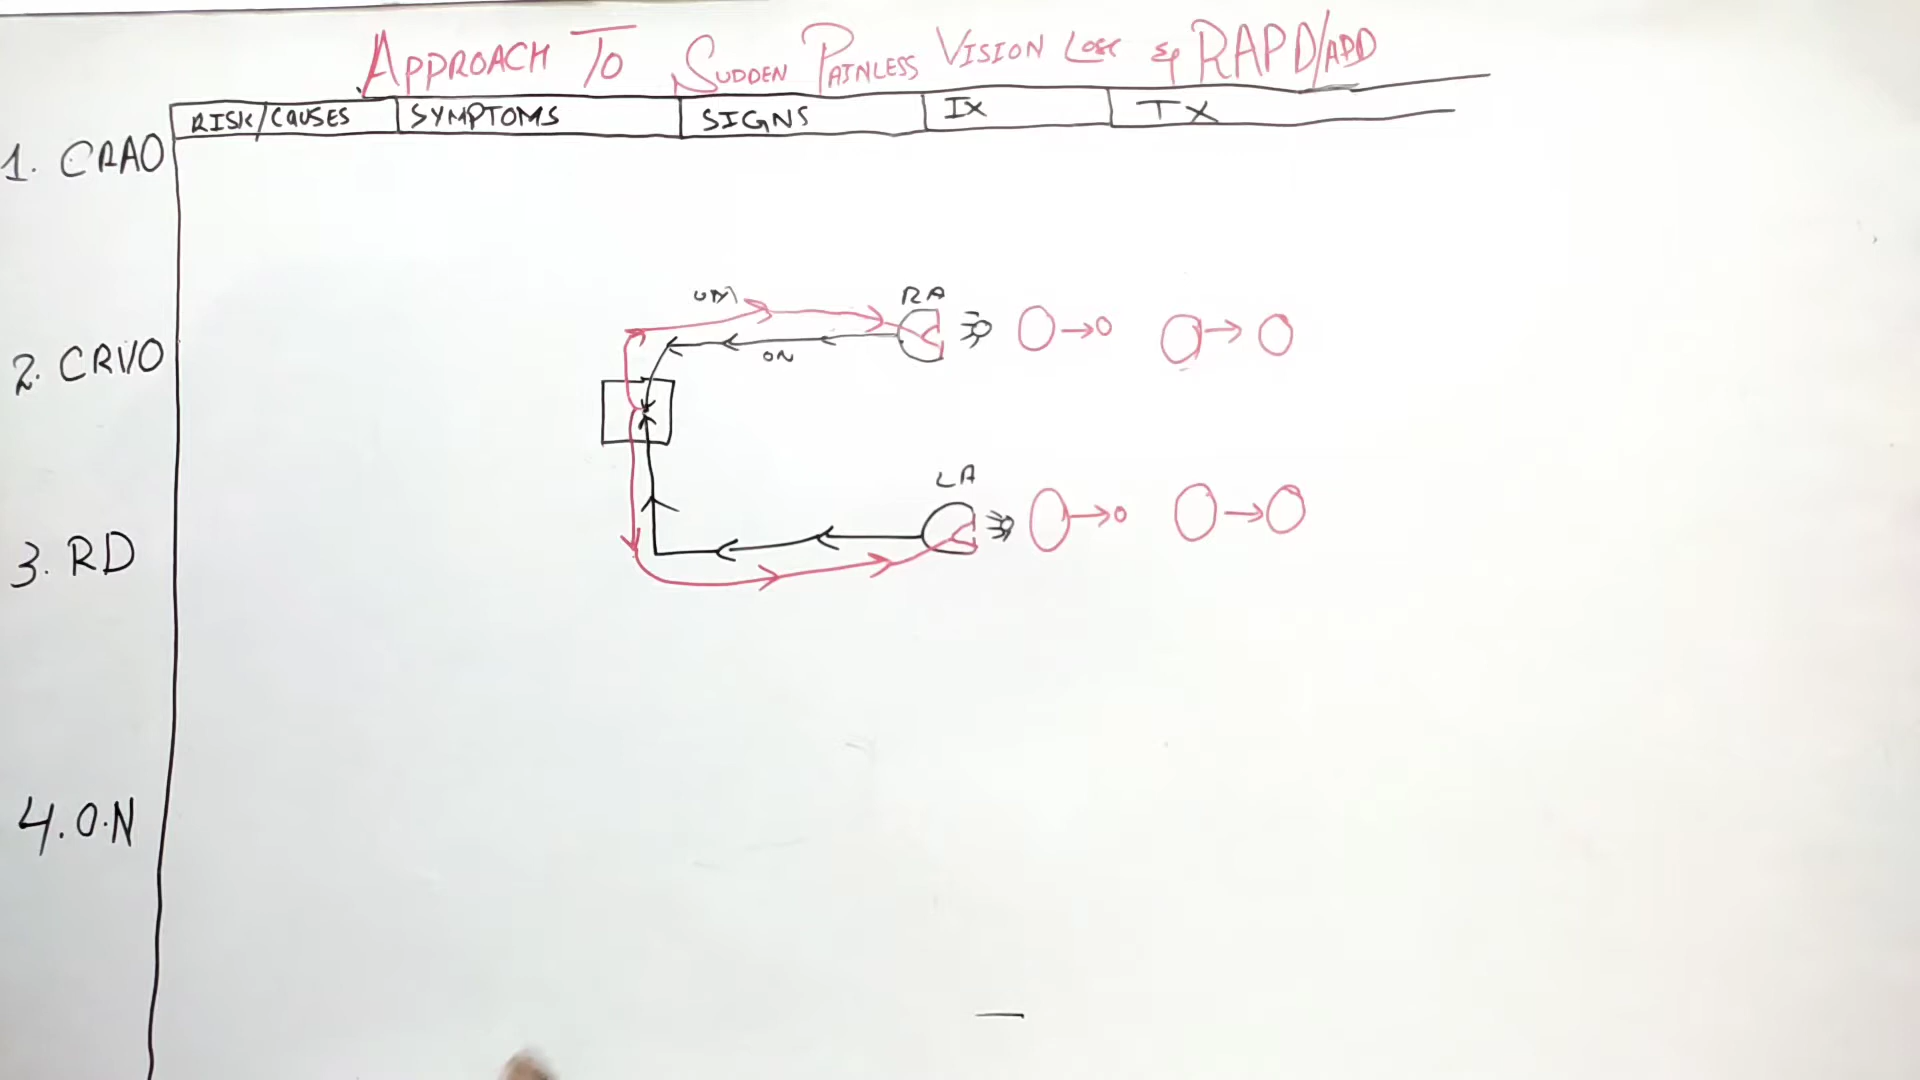 APPROACH TO SUDDEN PAINLESS VISION LOSS & RAPD/APD
RISK/CAUSES SYMPTOMS SIGNS IX TX
1. CRAO
RA
ON
2. CRVO
LA
3. RD
4. O.N